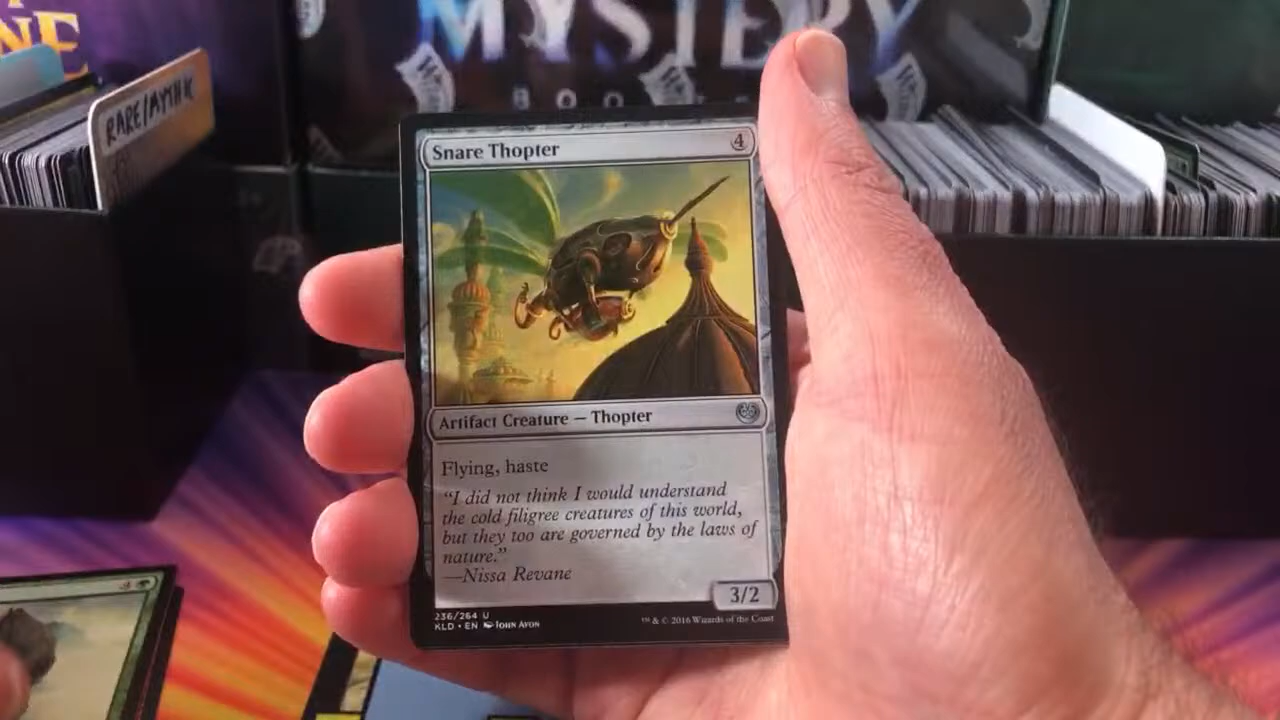 NE
RARE/MYTHIC
MYSTERY
Snare Thopter 4
Artifact Creature — Thopter
Flying, haste
"I did not think I would understand
the cold filigree creatures of this world,
but they too are governed by the laws of
nature."
—Nissa Revane
3/2
236/264 U
KLD • EN John Avon
™ & © 2016 Wizards of the Coast
4